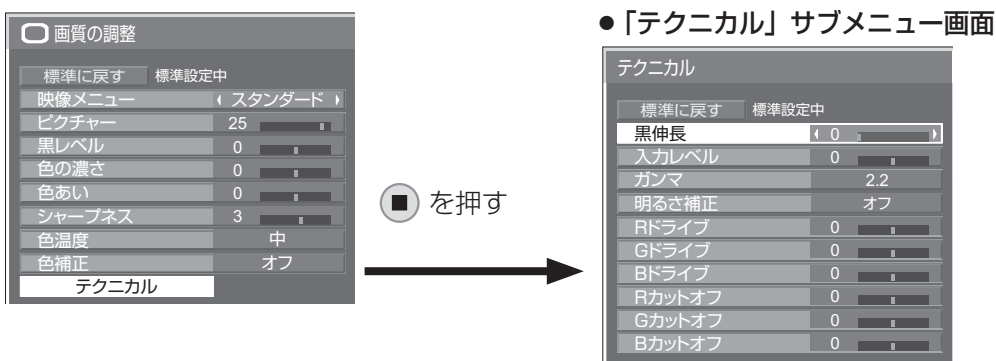 画質の調整
標準に戻す 標準設定中
映像メニュー スタンダード
ピクチャー 25
黒レベル 0
色の濃さ 0
色あい 0
シャープネス 3
色温度 中
色補正 オフ
テクニカル
を押す
●「テクニカル」サブメニュー画面
テクニカル
標準に戻す 標準設定中
黒伸長 0
入力レベル 0
ガンマ 2.2
明るさ補正 オフ
Rドライブ 0
Gドライブ 0
Bドライブ 0
Rカットオフ 0
Gカットオフ 0
Bカットオフ 0